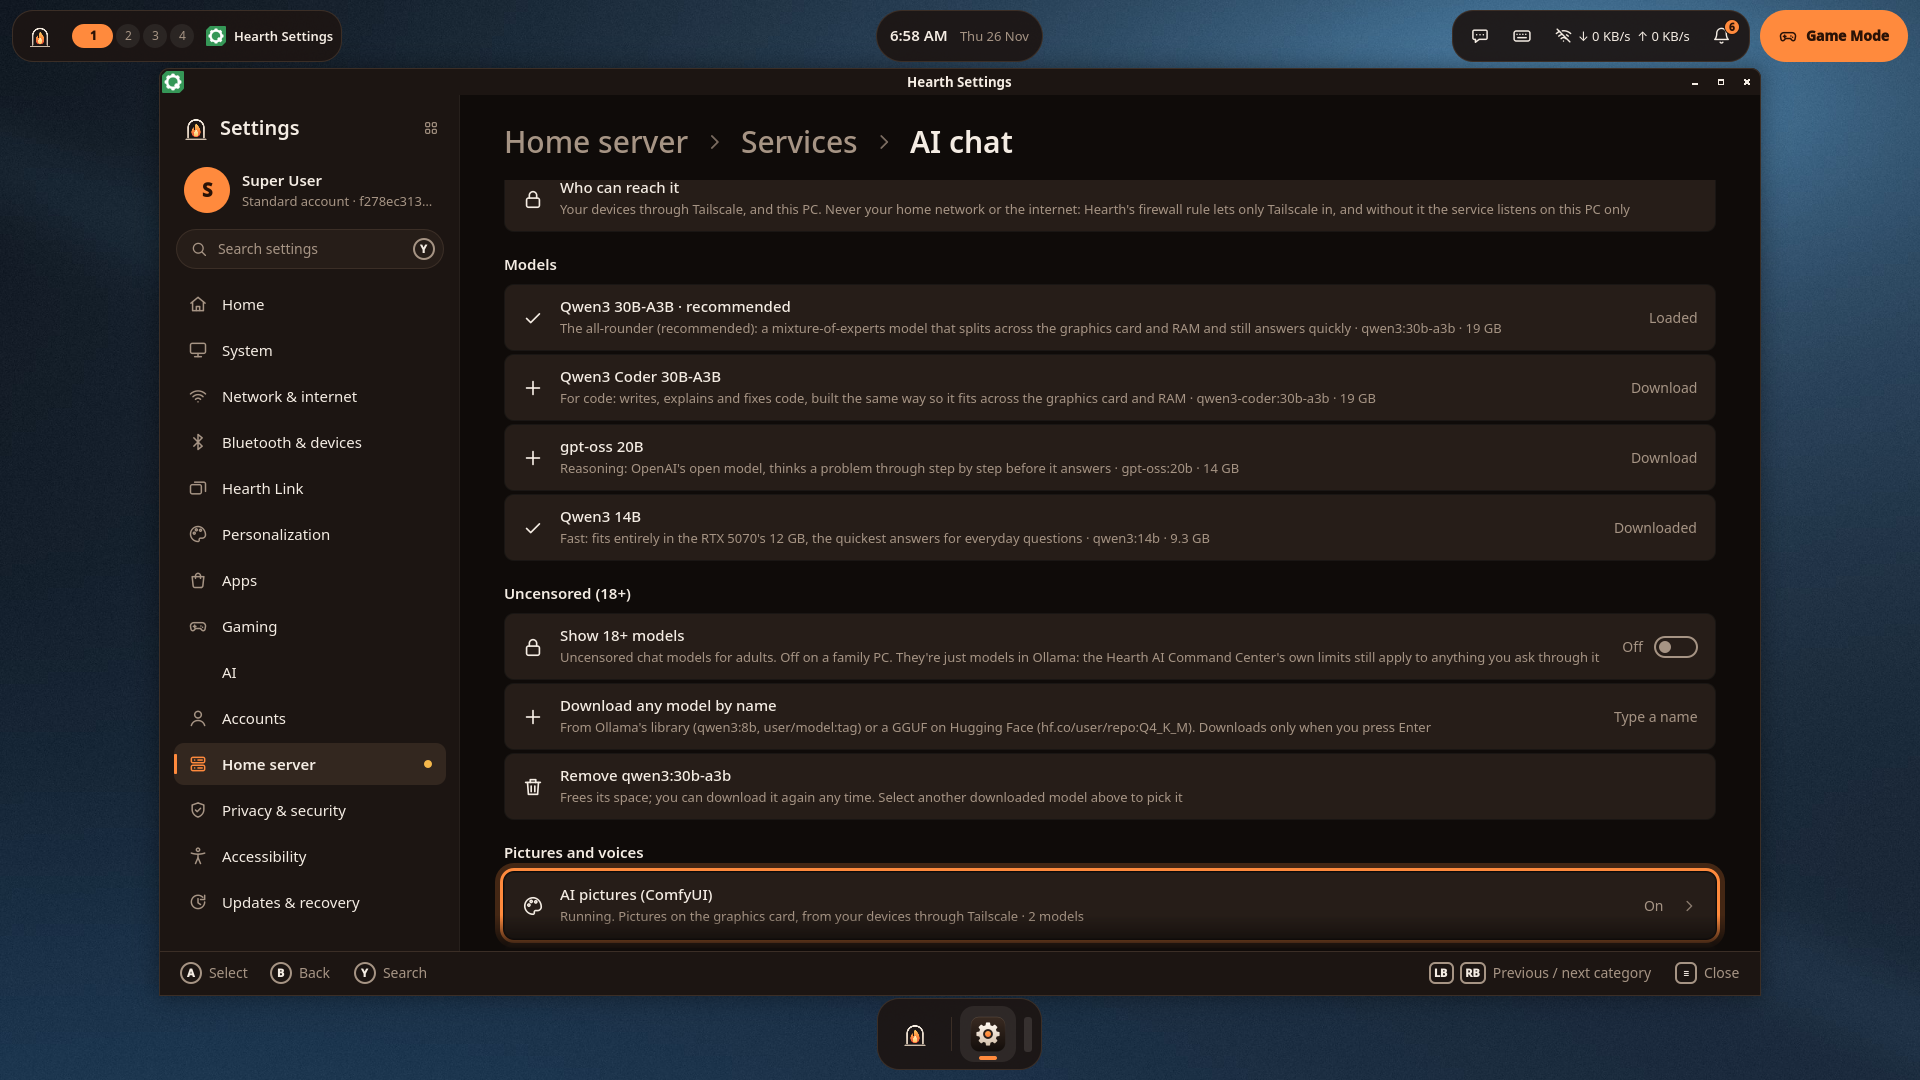 1 2 3 4 Hearth Settings
6:58 AM Thu 26 Nov
↓ 0 KB/s ↑ 0 KB/s 6 Game Mode
Hearth Settings
Settings
S
Super User
Standard account · f278ec313...
Search settings Y
Home
System
Network & internet
Bluetooth & devices
Hearth Link
Personalization
Apps
Gaming
AI
Accounts
Home server
Privacy & security
Accessibility
Updates & recovery
Home server > Services > AI chat
Who can reach it
Your devices through Tailscale, and this PC. Never your home network or the internet: Hearth's firewall rule lets only Tailscale in, and without it the service listens on this PC only
Models
Qwen3 30B-A3B · recommended
The all-rounder (recommended): a mixture-of-experts model that splits across the graphics card and RAM and still answers quickly · qwen3:30b-a3b · 19 GB
Loaded
Qwen3 Coder 30B-A3B
For code: writes, explains and fixes code, built the same way so it fits across the graphics card and RAM · qwen3-coder:30b-a3b · 19 GB
Download
gpt-oss 20B
Reasoning: OpenAI's open model, thinks a problem through step by step before it answers · gpt-oss:20b · 14 GB
Download
Qwen3 14B
Fast: fits entirely in the RTX 5070's 12 GB, the quickest answers for everyday questions · qwen3:14b · 9.3 GB
Downloaded
Uncensored (18+)
Show 18+ models
Uncensored chat models for adults. Off on a family PC. They're just models in Ollama: the Hearth AI Command Center's own limits still apply to anything you ask through it
Off
Download any model by name
From Ollama's library (qwen3:8b, user/model:tag) or a GGUF on Hugging Face (hf.co/user/repo:Q4_K_M). Downloads only when you press Enter
Type a name
Remove qwen3:30b-a3b
Frees its space; you can download it again any time. Select another downloaded model above to pick it
Pictures and voices
AI pictures (ComfyUI)
Running. Pictures on the graphics card, from your devices through Tailscale · 2 models
On
A Select B Back Y Search
LB RB Previous / next category ≡ Close